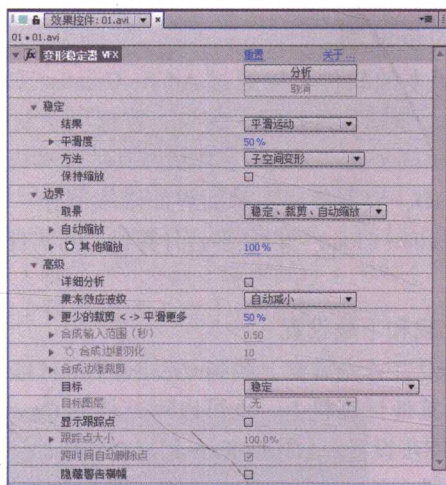 效果控件: 01.avi
01 • 01.avi
fx 变形稳定器 VFX 重置 关于...
分析
取消
稳定
结果 平滑运动
平滑度 50 %
方法 子空间变形
保持缩放
边界
取景 稳定、裁剪、自动缩放
自动缩放
其他缩放 100 %
高级
详细分析
果冻效应波纹 自动减小
更少的裁剪 <-> 平滑更多 50 %
合成输入范围（秒） 0.50
合成边缘羽化 10
合成边缘裁剪
目标 稳定
目标图层 无
显示跟踪点
跟踪点大小 100.0%
跨时间自动删除点
隐藏警告横幅